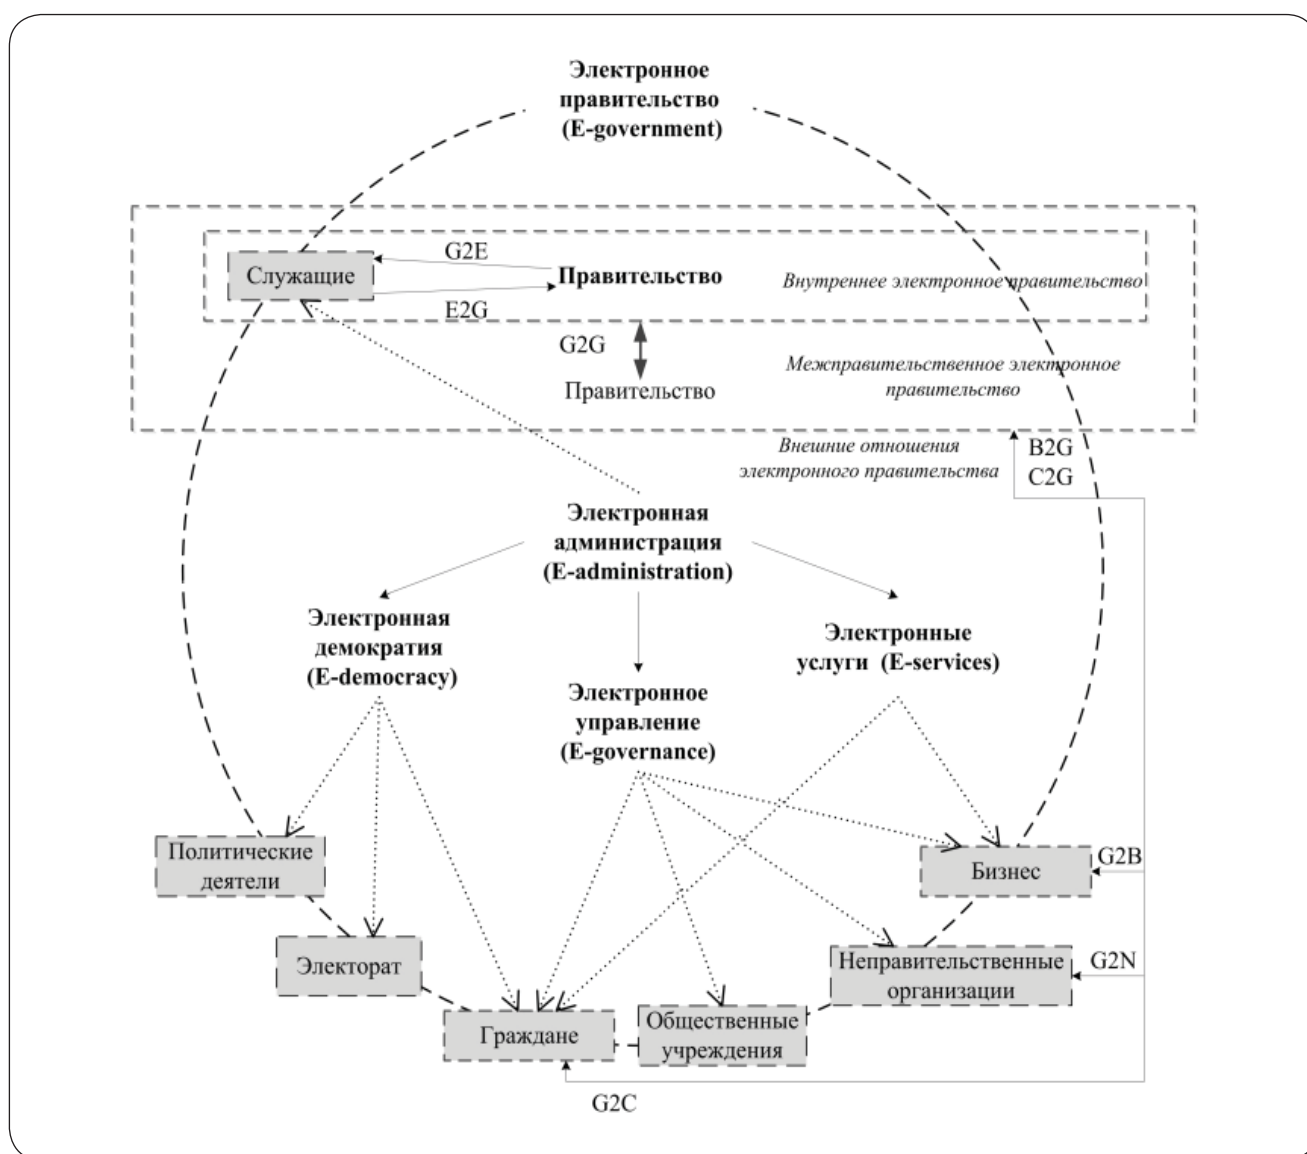 Электронное
правительство
(E-government)
G2E
Служащие
Правительство
Внутреннее электронное правительство
E2G
G2G
Правительство
Межправительственное электронное
правительство
Внешние отношения
электронного правительства
B2G
C2G
Электронная
администрация
(E-administration)
Электронная
демократия
(E-democracy)
Электронные
услуги (E-services)
Электронное
управление
(E-governance)
Политические
деятели
Бизнес
G2B
Электорат
Неправительственные
организации
G2N
Граждане
Общественные
учреждения
G2C